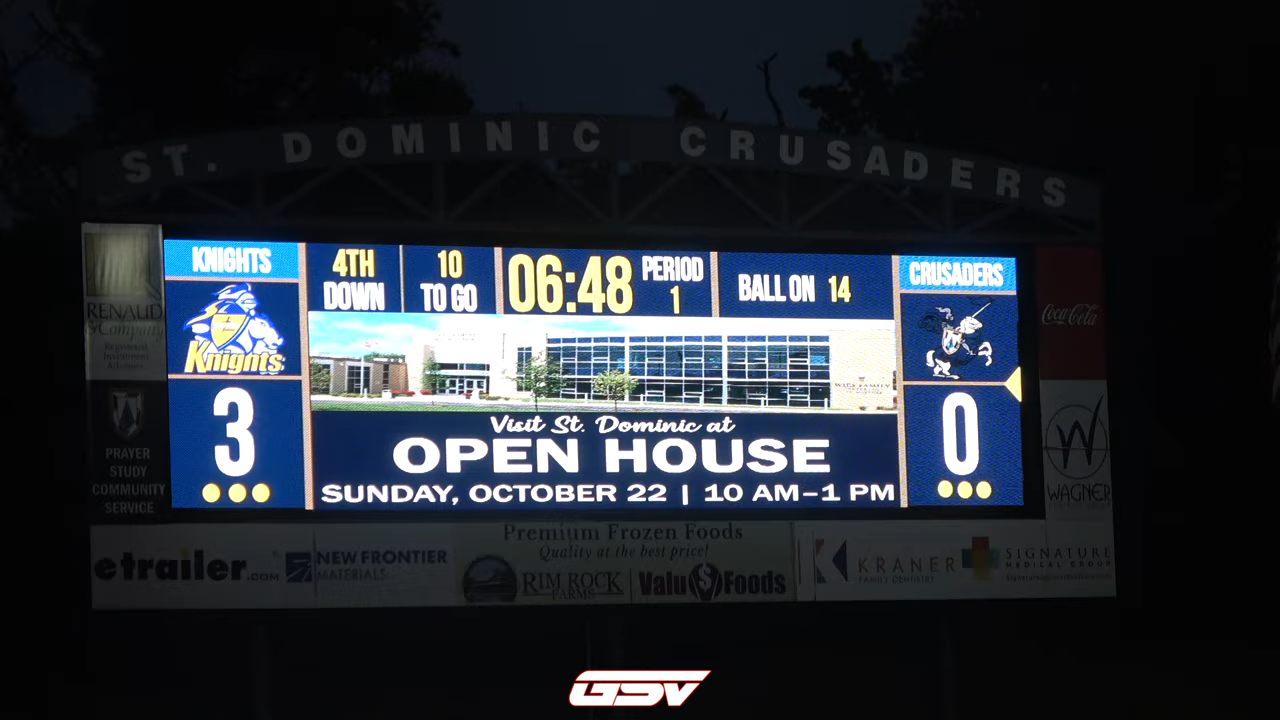 ST. DOMINIC CRUSADERS
KNIGHTS
4TH
DOWN
10
TO GO
06:48
PERIOD
1
BALL ON 14
CRUSADERS
Knights
3
0
Visit St. Dominic at
OPEN HOUSE
SUNDAY, OCTOBER 22 | 10 AM–1 PM
RENAUD
& Company
Registered
Investment
Advisors
PRAYER
STUDY
COMMUNITY
SERVICE
Coca-Cola
W
WAGNER
etrailer.com
NEW FRONTIER
MATERIALS
Premium Frozen Foods
Quality at the best price!
RIM ROCK
FARMS
Valu Foods
KRANER
FAMILY DENTISTRY
SIGNATURE
MEDICAL GROUP
GSV